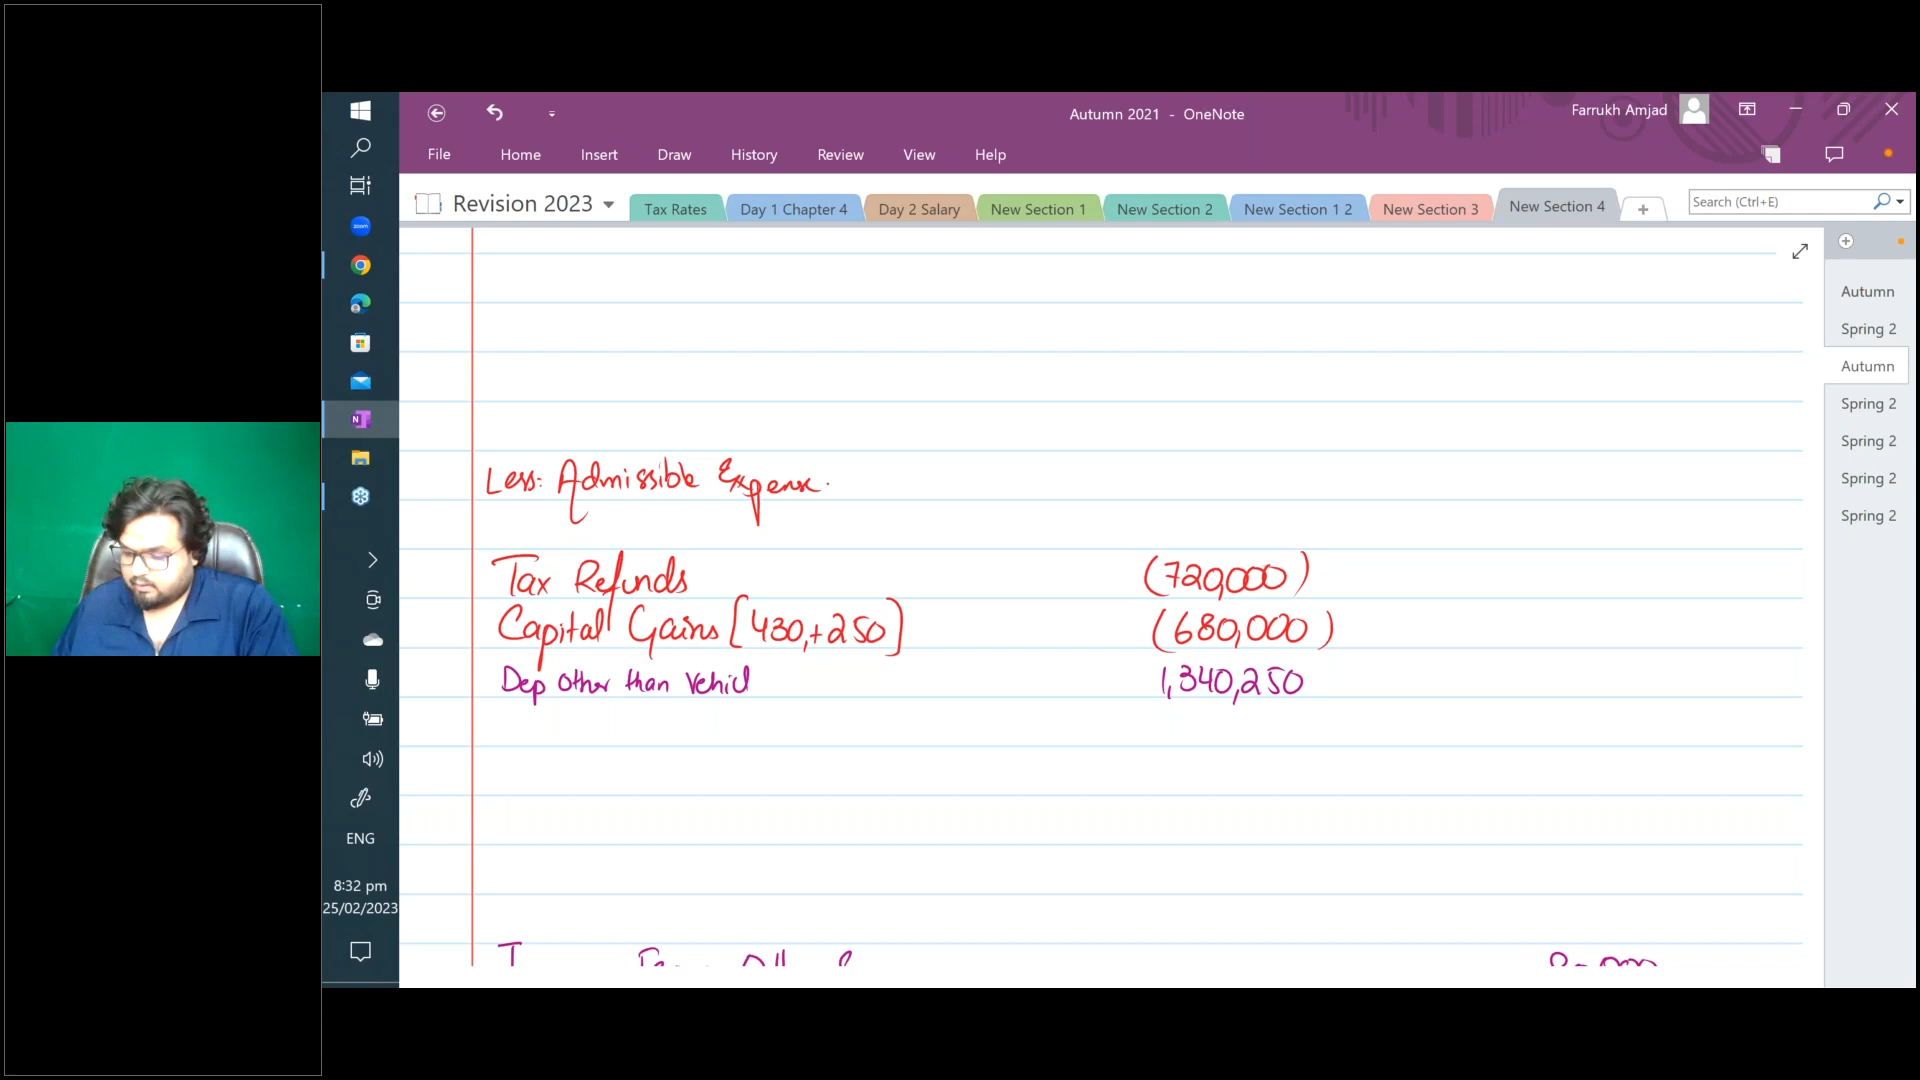 Autumn 2021 - OneNote
Farrukh Amjad
File Home Insert Draw History Review View Help
Revision 2023
Tax Rates
Day 1 Chapter 4
Day 2 Salary
New Section 1
New Section 2
New Section 1 2
New Section 3
New Section 4
Search (Ctrl+E)
zoom
N
Autumn
Spring 2
Autumn
Spring 2
Spring 2
Spring 2
Spring 2
Less: Admissible Expense.
Tax Refunds (720,000)
Capital Gains [430,+250] (680,000)
Dep other than Vehicl 1,340,250
ENG
8:32 pm
25/02/2023